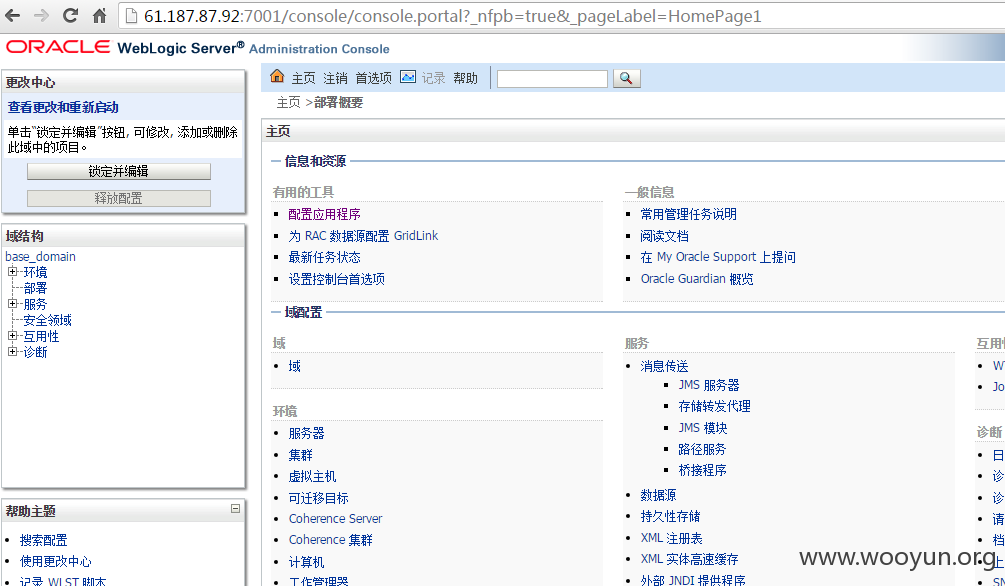 61.187.87.92:7001/console/console.portal?_nfpb=true&_pageLabel=HomePage1
ORACLE WebLogic Server® Administration Console
更改中心
查看更改和重新启动
单击"锁定并编辑"按钮, 可修改, 添加或删除
此域中的项目。
锁定并编辑
释放配置
域结构
base_domain
环境
部署
服务
安全领域
互用性
诊断
帮助主题
搜索配置
使用更改中心
记录 WLST 脚本
主页 注销 首选项 记录 帮助
主页 >部署概要
主页
信息和资源
有用的工具
配置应用程序
为 RAC 数据源配置 GridLink
最新任务状态
设置控制台首选项
一般信息
常用管理任务说明
阅读文档
在 My Oracle Support 上提问
Oracle Guardian 概览
域配置
域
域
环境
服务器
集群
虚拟主机
可迁移目标
Coherence Server
Coherence 集群
计算机
工作管理器
服务
消息传送
JMS 服务器
存储转发代理
JMS 模块
路径服务
桥接程序
数据源
持久性存储
XML 注册表
XML 实体高速缓存
外部 JNDI 提供程序
互用
W
Jo
诊断
日
诊
诊
请
档
上
SN
www.wooyun.org